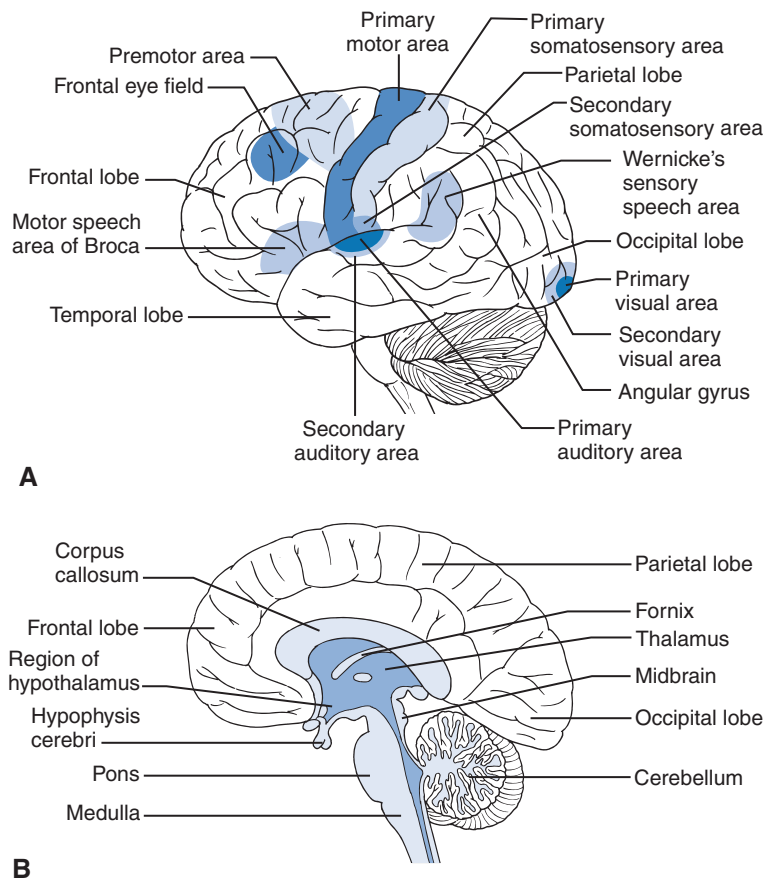 Primary
motor area
Primary
somatosensory area
Premotor area
Parietal lobe
Frontal eye field
Secondary
somatosensory area
Wernicke's
sensory
speech area
Frontal lobe
Motor speech
area of Broca
Occipital lobe
Primary
visual area
Temporal lobe
Secondary
visual area
Angular gyrus
Secondary
auditory area
Primary
auditory area
A
Corpus
callosum
Parietal lobe
Fornix
Frontal lobe
Thalamus
Region of
hypothalamus
Midbrain
Hypophysis
cerebri
Occipital lobe
Pons
Cerebellum
Medulla
B